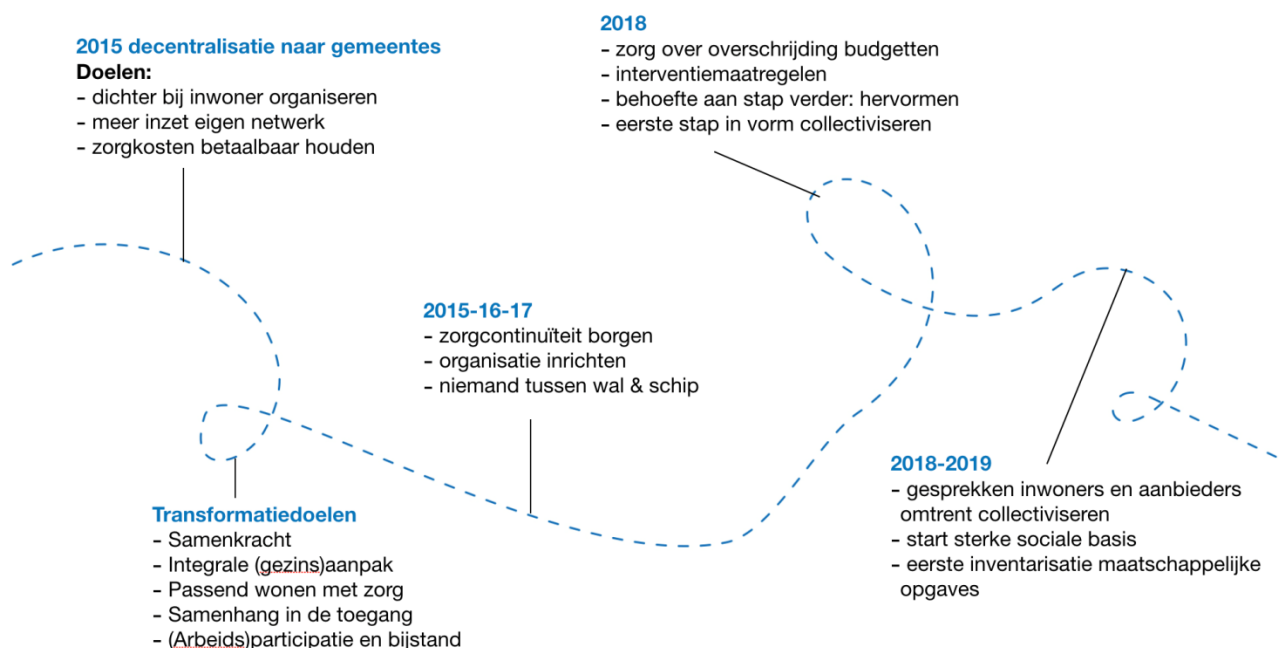 2015 decentralisatie naar gemeentes
Doelen:
- dichter bij inwoner organiseren
- meer inzet eigen netwerk
- zorgkosten betaalbaar houden
Transformatiedoelen
- Samenkracht
- Integrale (gezins)aanpak
- Passend wonen met zorg
- Samenhang in de toegang
- (Arbeids)participatie en bijstand
2015-16-17
- zorgcontinuïteit borgen
- organisatie inrichten
- niemand tussen wal & schip
2018
- zorg over overschrijding budgetten
- interventiemaatregelen
- behoefte aan stap verder: hervormen
- eerste stap in vorm collectiviseren
2018-2019
- gesprekken inwoners en aanbieders
omtrent collectiviseren
- start sterke sociale basis
- eerste inventarisatie maatschappelijke
opgaves